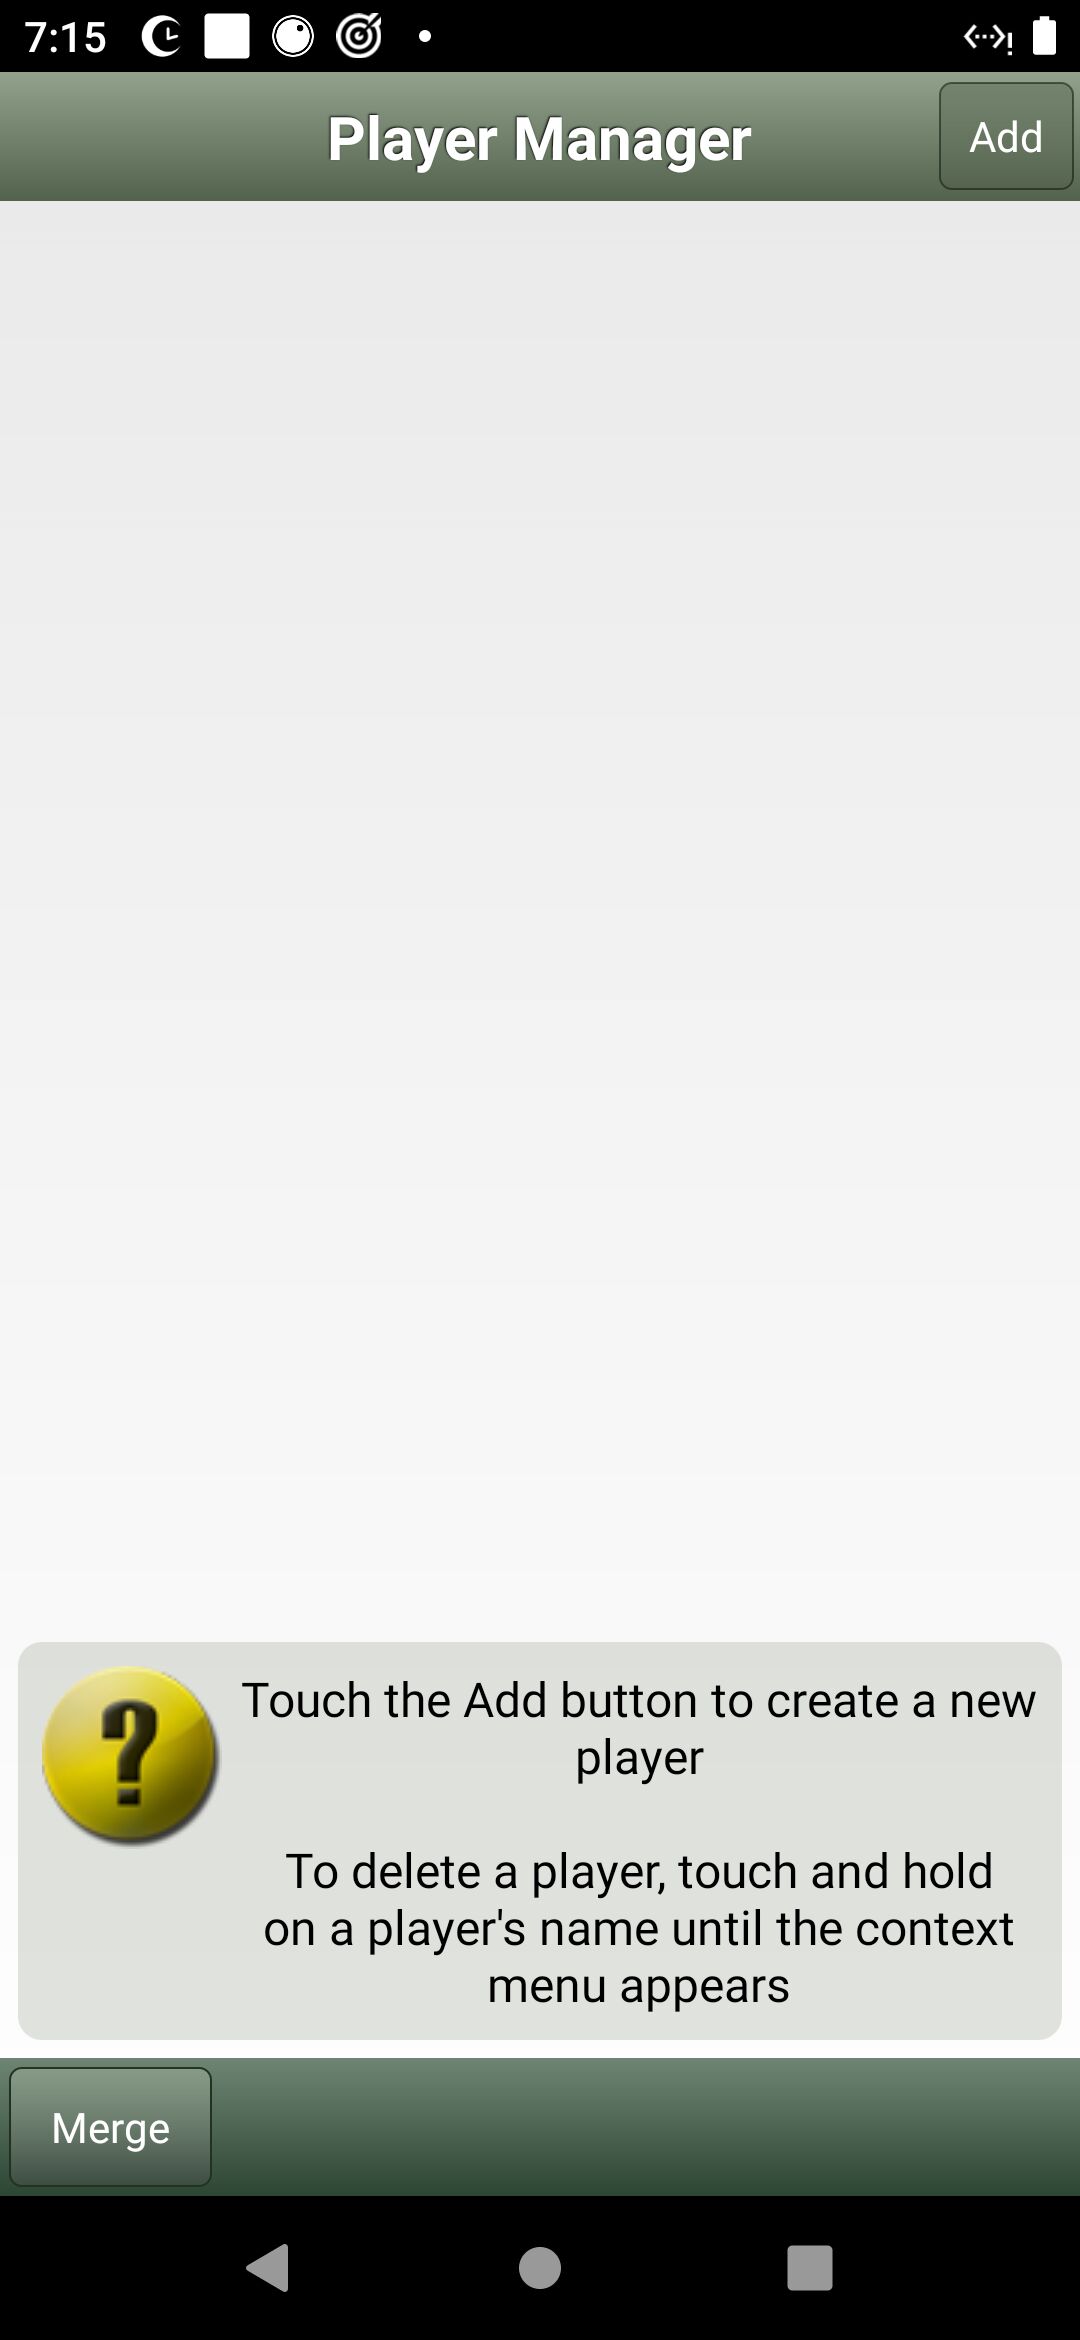 7:15
Player Manager
Add
Touch the Add button to create a new
player
To delete a player, touch and hold
on a player's name until the context
menu appears
Merge